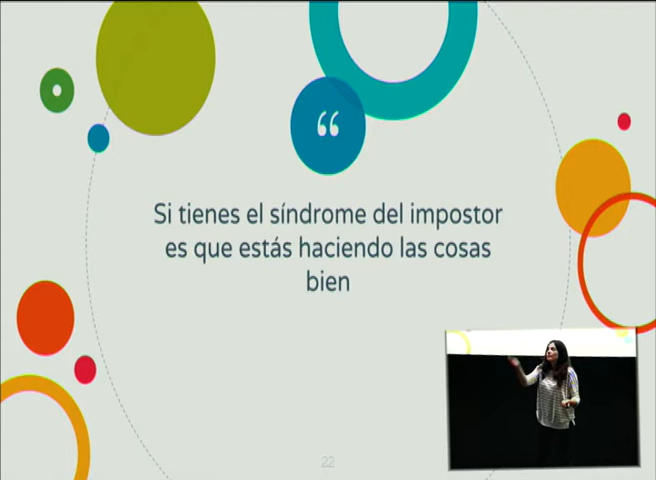 “
Si tienes el síndrome del impostor
es que estás haciendo las cosas
bien
22